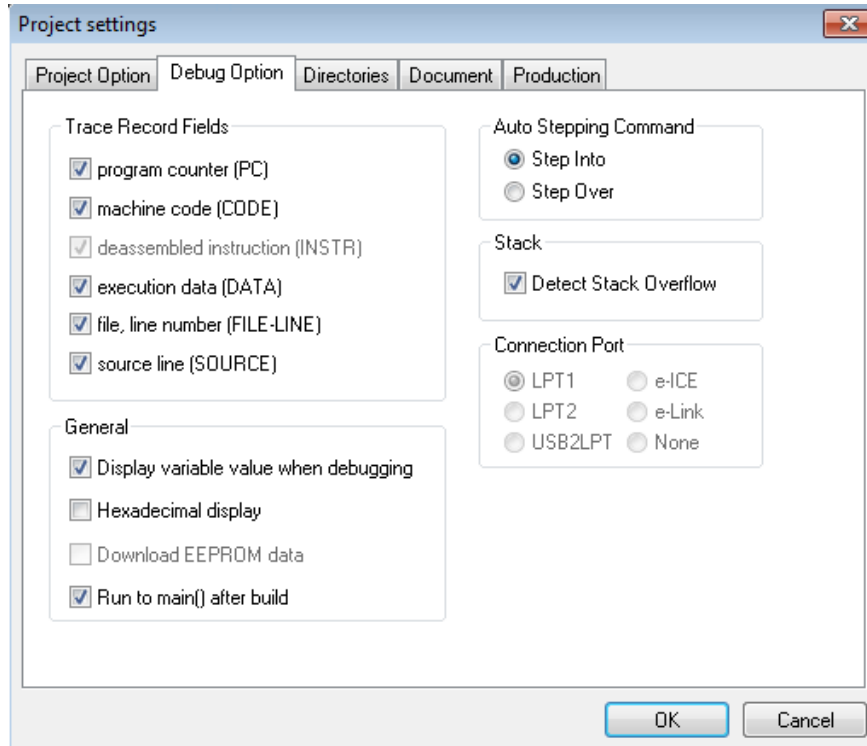 Project settings
Project Option Debug Option Directories Document Production
Trace Record Fields
program counter (PC)
machine code (CODE)
deassembled instruction (INSTR)
execution data (DATA)
file, line number (FILE-LINE)
source line (SOURCE)
General
Display variable value when debugging
Hexadecimal display
Download EEPROM data
Run to main() after build
Auto Stepping Command
Step Into
Step Over
Stack
Detect Stack Overflow
Connection Port
LPT1 e-ICE
LPT2 e-Link
USB2LPT None
OK Cancel